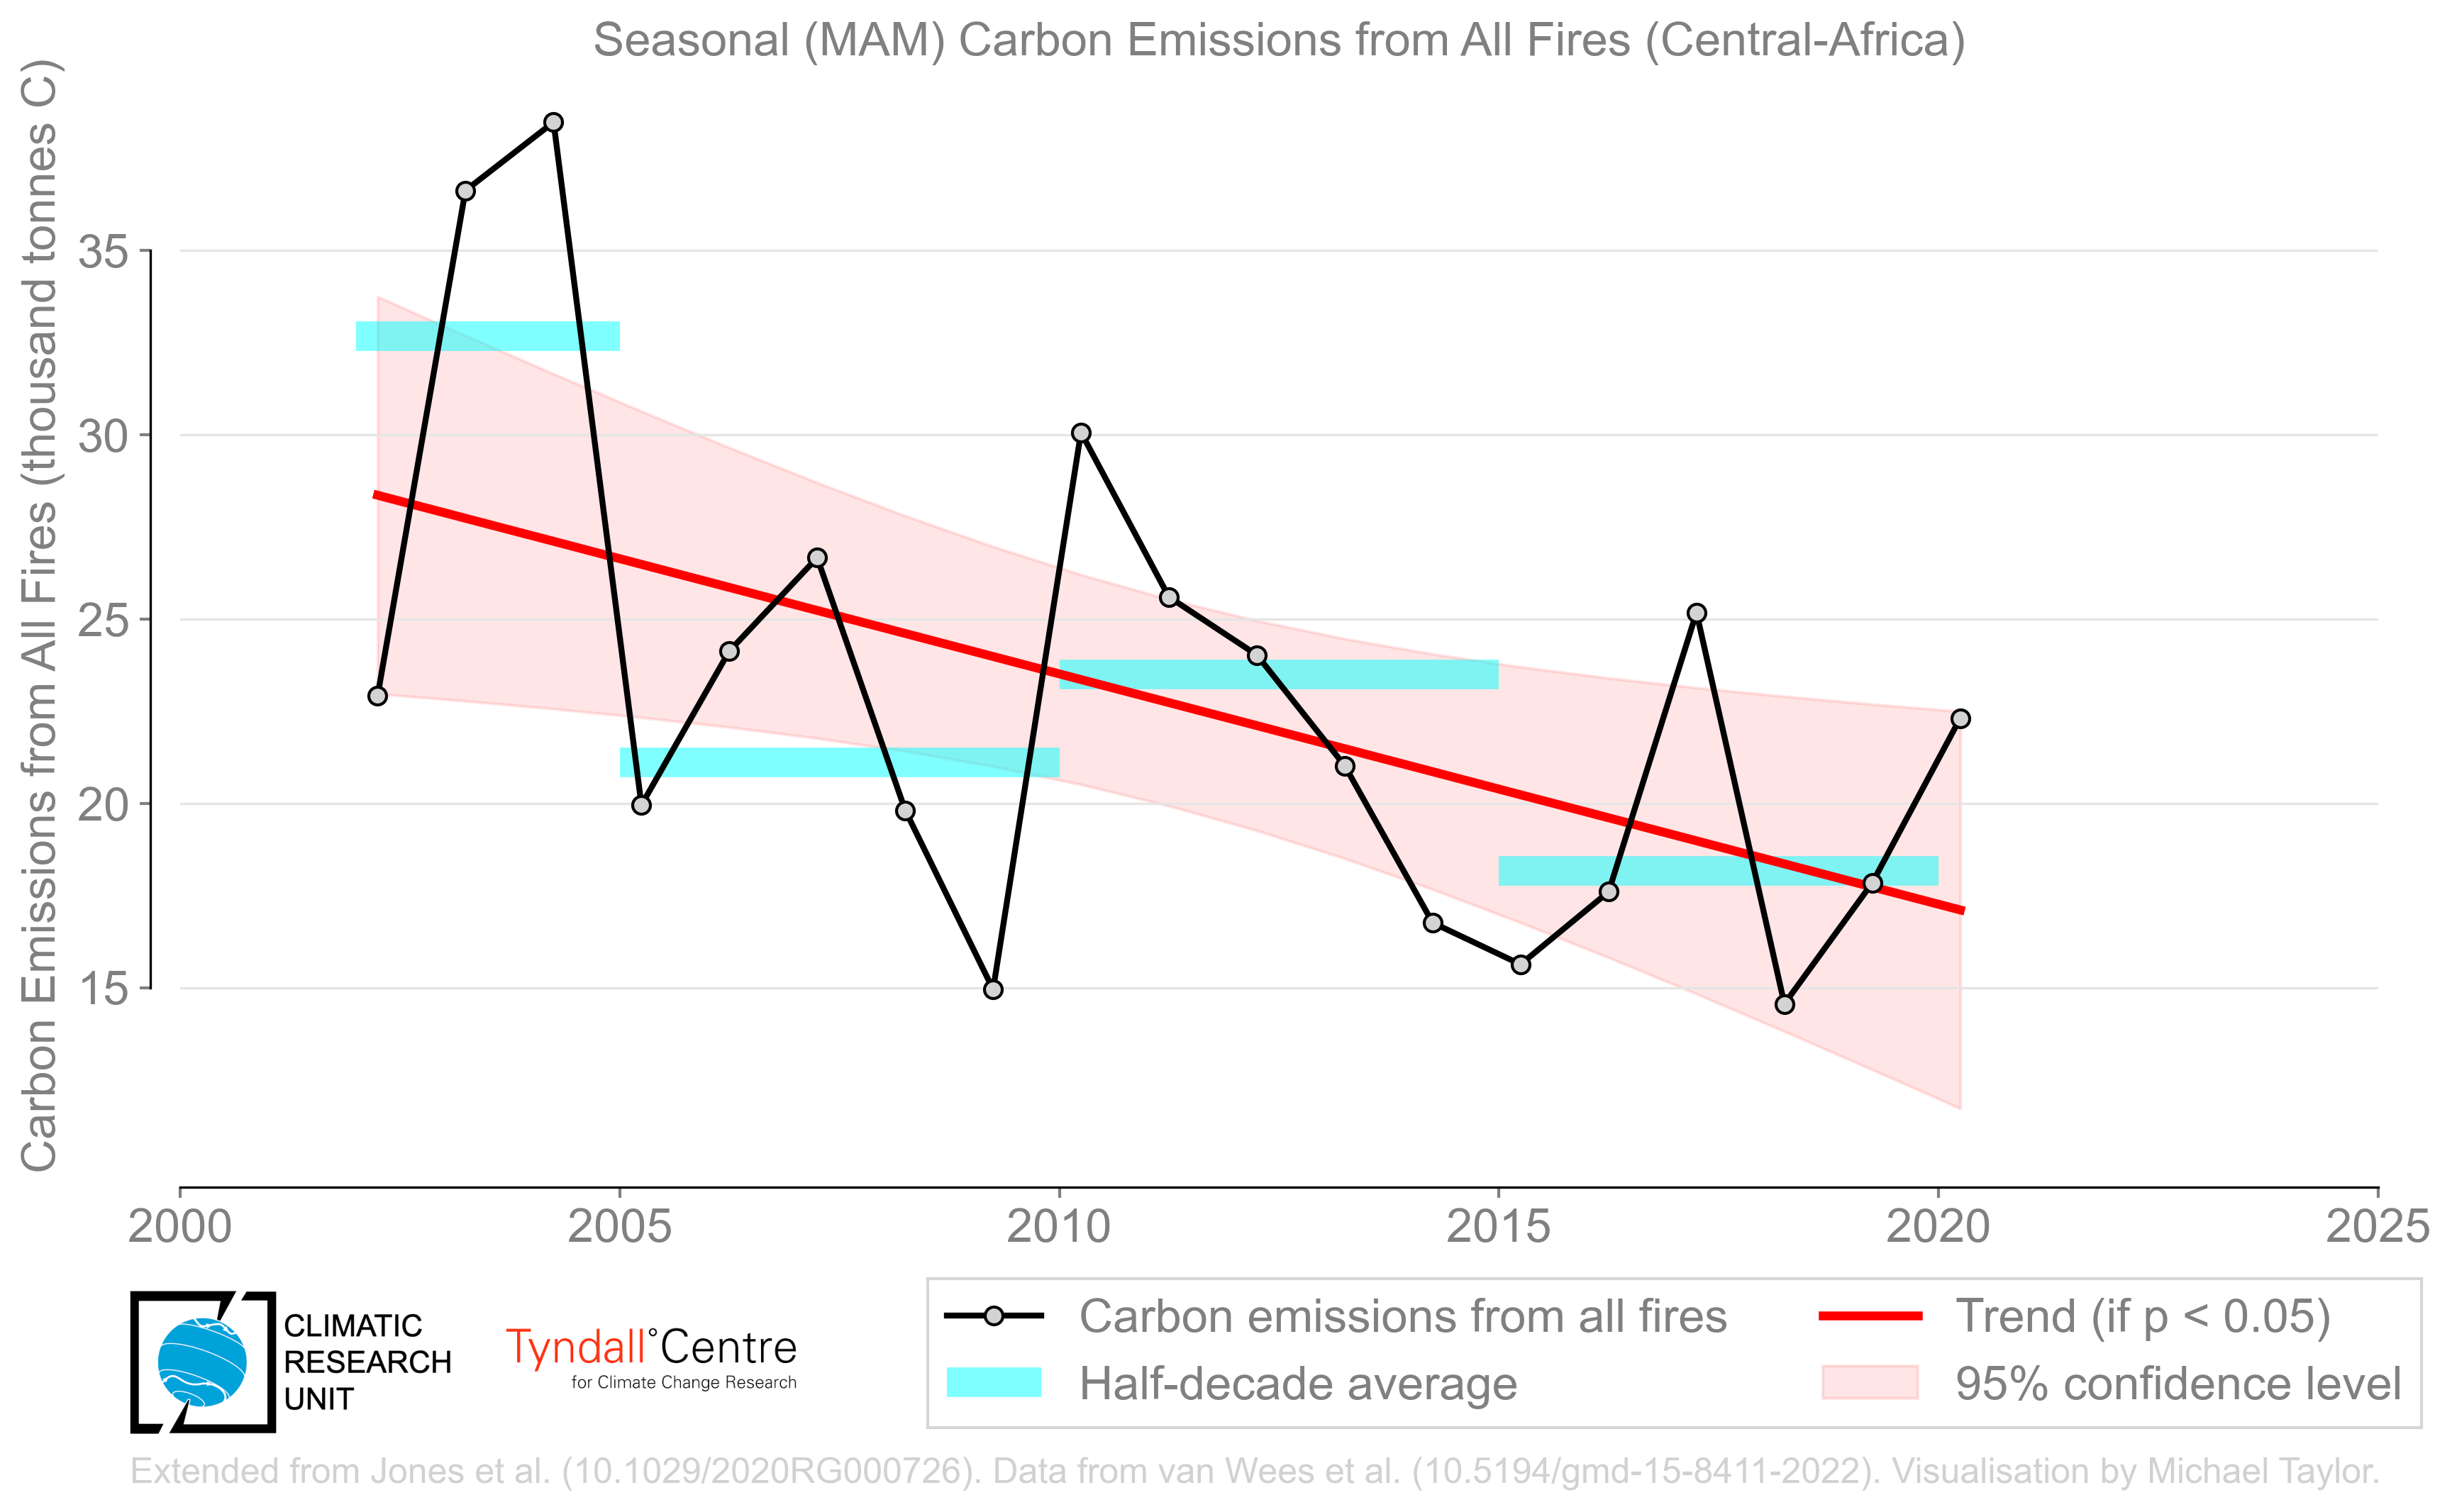 Seasonal (MAM) Carbon Emissions from All Fires (Central-Africa)
Carbon Emissions from All Fires (thousand tonnes C)
35
30
25
20
15
2000 2005 2010 2015 2020 2025
CLIMATIC
RESEARCH
UNIT
Tyndall°Centre
for Climate Change Research
Carbon emissions from all fires
Half-decade average
Trend (if p < 0.05)
95% confidence level
Extended from Jones et al. (10.1029/2020RG000726). Data from van Wees et al. (10.5194/gmd-15-8411-2022). Visualisation by Michael Taylor.